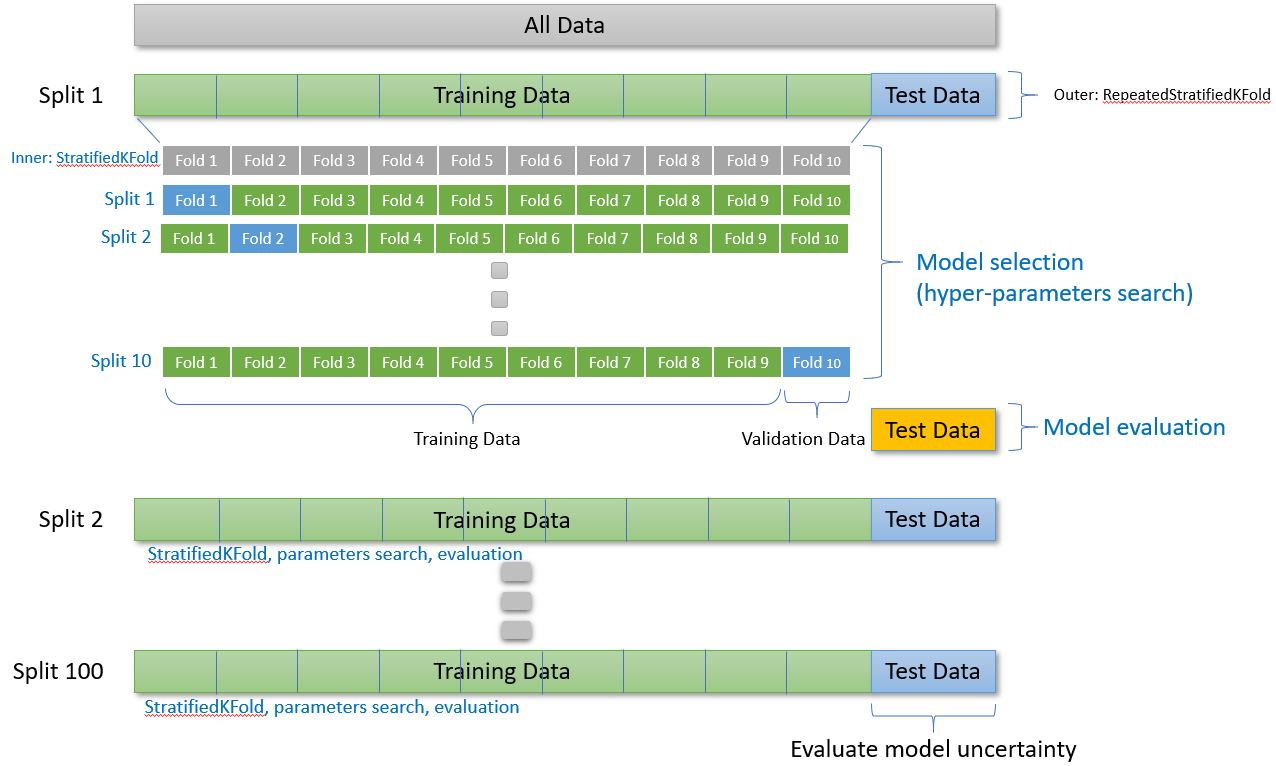 All Data
Split 1 Training Data Test Data Outer: RepeatedStratifiedKFold
Inner: StratifiedKFold Fold 1 Fold 2 Fold 3 Fold 4 Fold 5 Fold 6 Fold 7 Fold 8 Fold 9 Fold 10
Split 1 Fold 1 Fold 2 Fold 3 Fold 4 Fold 5 Fold 6 Fold 7 Fold 8 Fold 9 Fold 10
Split 2 Fold 1 Fold 2 Fold 3 Fold 4 Fold 5 Fold 6 Fold 7 Fold 8 Fold 9 Fold 10
Model selection
(hyper-parameters search)
Split 10 Fold 1 Fold 2 Fold 3 Fold 4 Fold 5 Fold 6 Fold 7 Fold 8 Fold 9 Fold 10
Training Data Validation Data
Test Data Model evaluation
Split 2 Training Data Test Data
StratifiedKFold, parameters search, evaluation
Split 100 Training Data Test Data
StratifiedKFold, parameters search, evaluation
Evaluate model uncertainty